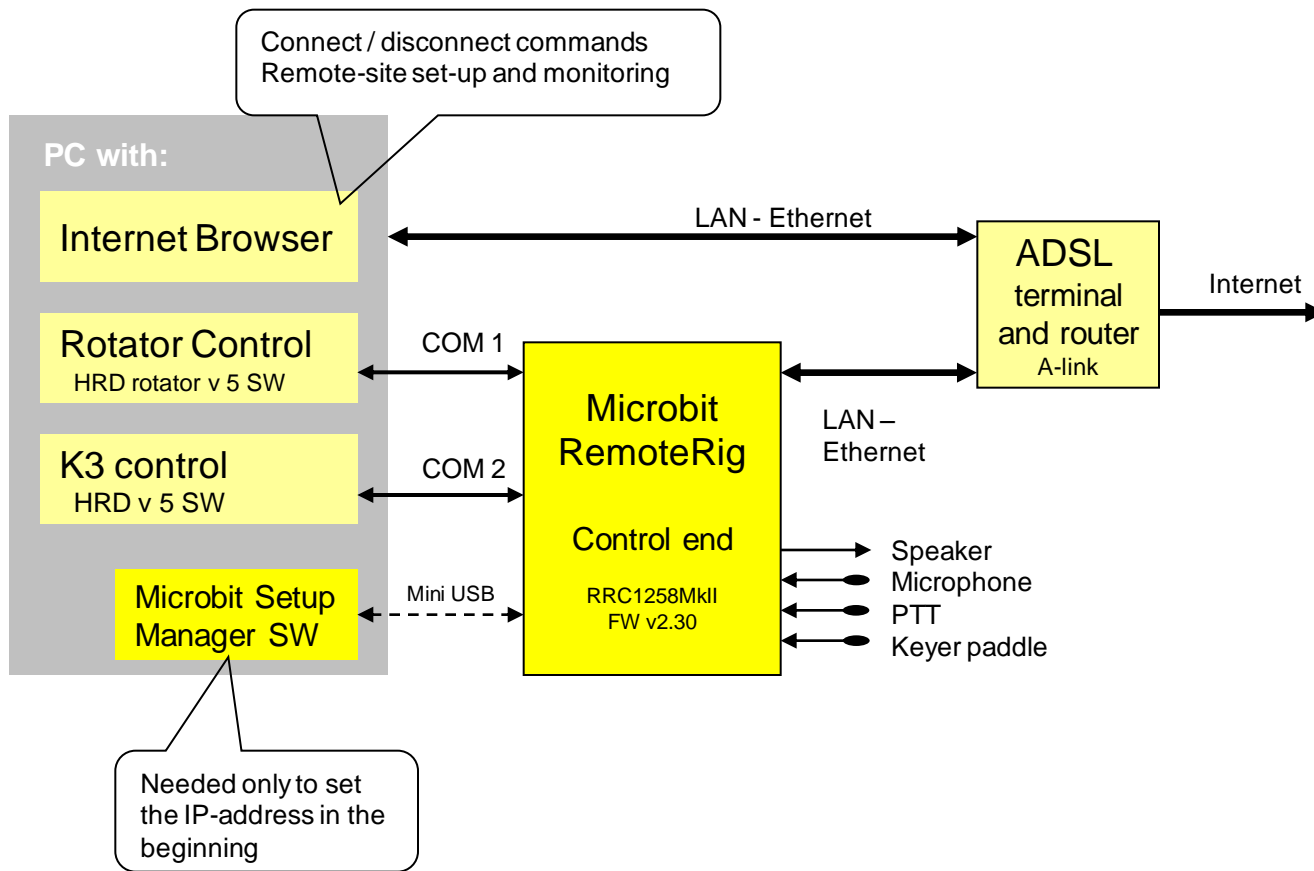 Connect / disconnect commands
Remote-site set-up and monitoring
PC with:
Internet Browser
LAN - Ethernet
ADSL
terminal
and router
A-link
Internet
Rotator Control
HRD rotator v 5 SW
COM 1
Microbit
RemoteRig
LAN –
Ethernet
K3 control
HRD v 5 SW
COM 2
Control end
RRC1258MkII
FW v2.30
Speaker
Microphone
PTT
Keyer paddle
Microbit Setup
Manager SW
Mini USB
Needed only to set
the IP-address in the
beginning